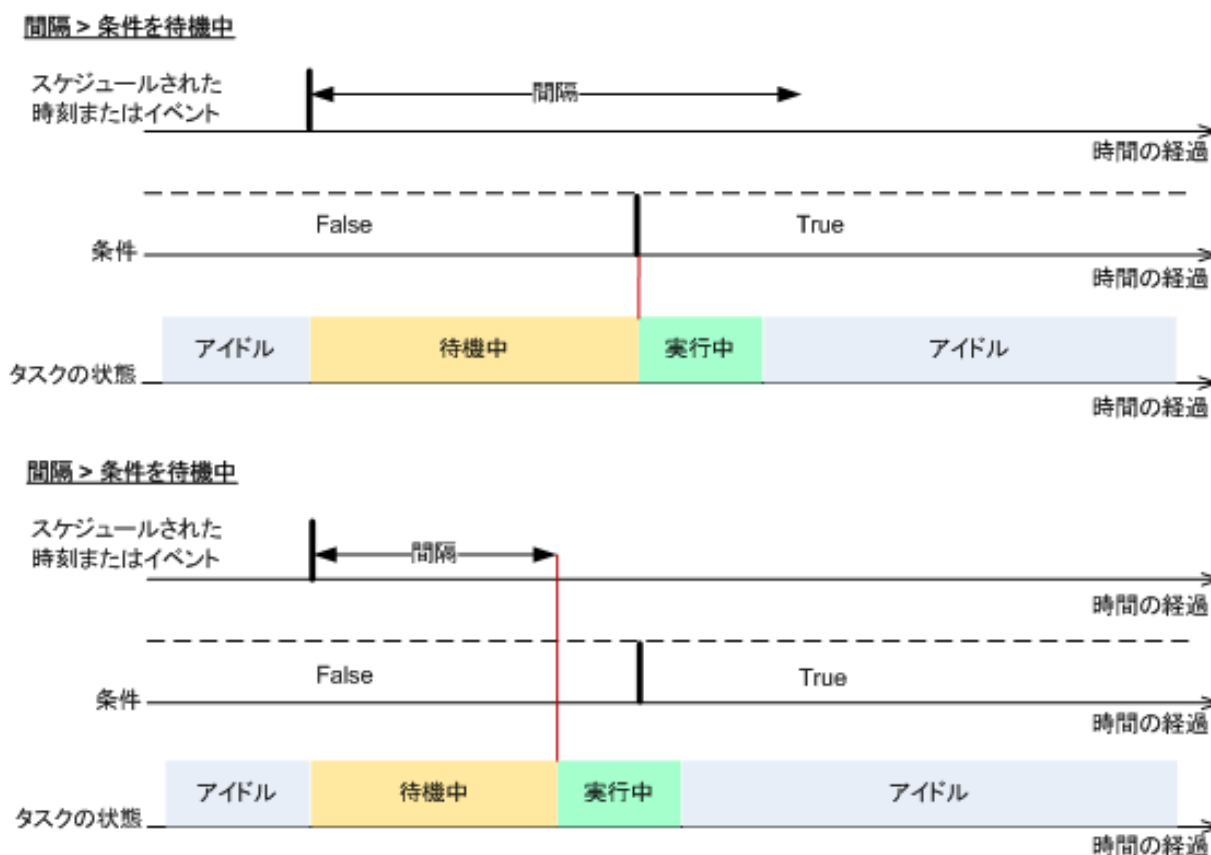 間隔 > 条件を待機中
スケジュールされた
時刻またはイベント
間隔
時間の経過
False
True
条件
時間の経過
アイドル
待機中
実行中
アイドル
タスクの状態
時間の経過
間隔 > 条件を待機中
スケジュールされた
時刻またはイベント
間隔
時間の経過
False
True
条件
時間の経過
アイドル
待機中
実行中
アイドル
タスクの状態
時間の経過